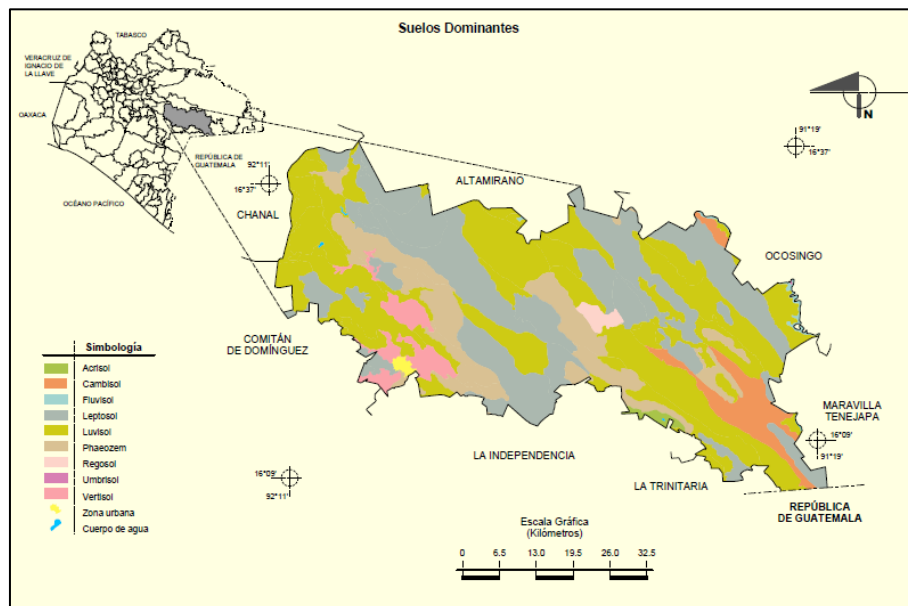 Suelos Dominantes
TABASCO
VERACRUZ DE
IGNACIO DE
LA LLAVE
OAXACA
REPÚBLICA DE
GUATEMALA
OCÉANO PACÍFICO
N
92°11'
16°37'
91°19'
16°37'
CHANAL
ALTAMIRANO
OCOSINGO
COMITÁN
DE DOMÍNGUEZ
MARAVILLA
TENEJAPA
16°09'
91°19'
LA INDEPENDENCIA
16°09'
92°11'
LA TRINITARIA
REPÚBLICA
DE GUATEMALA
Simbología
Acrisol
Cambisol
Fluvisol
Leptosol
Luvisol
Phaeozem
Regosol
Umbrisol
Vertisol
Zona urbana
Cuerpo de agua
Escala Gráfica
(Kilómetros)
0 6.5 13.0 19.5 26.0 32.5